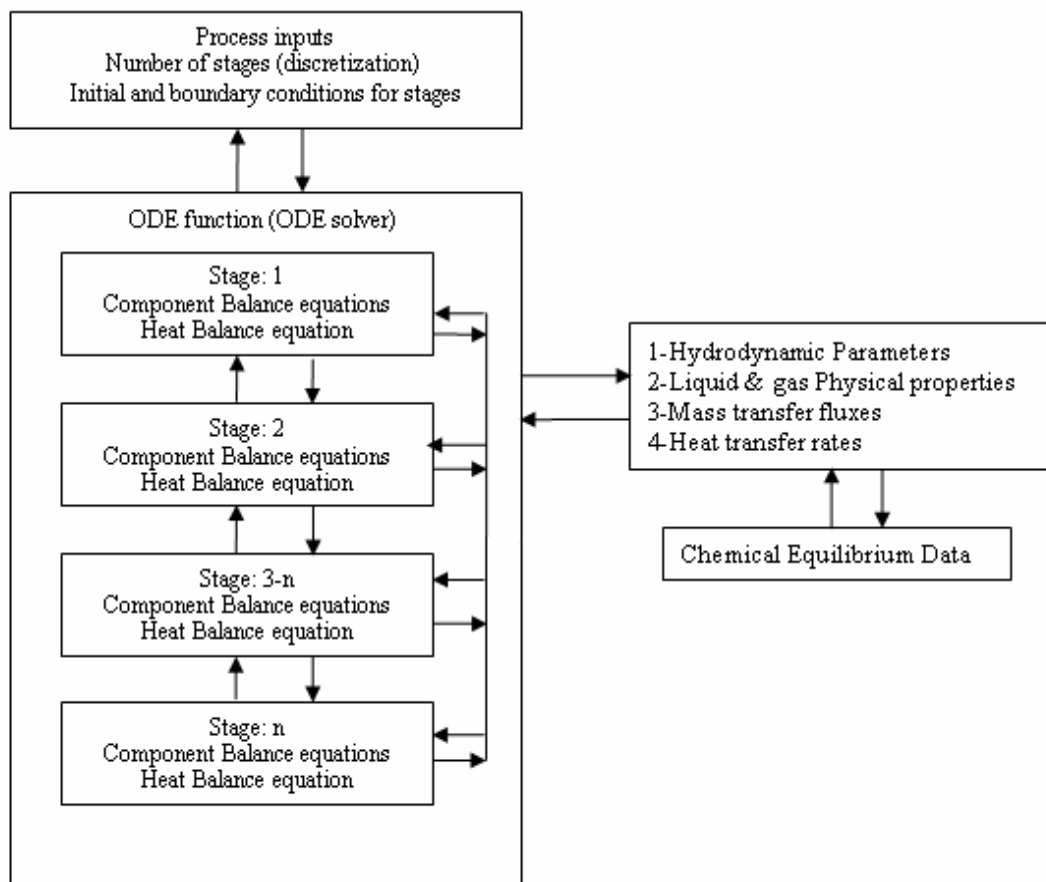 Process inputs
Number of stages (discretization)
Initial and boundary conditions for stages
ODE function (ODE solver)
Stage: 1
Component Balance equations
Heat Balance equation
Stage: 2
Component Balance equations
Heat Balance equation
Stage: 3-n
Component Balance equations
Heat Balance equation
Stage: n
Component Balance equations
Heat Balance equation
1-Hydrodynamic Parameters
2-Liquid & gas Physical properties
3-Mass transfer fluxes
4-Heat transfer rates
Chemical Equilibrium Data